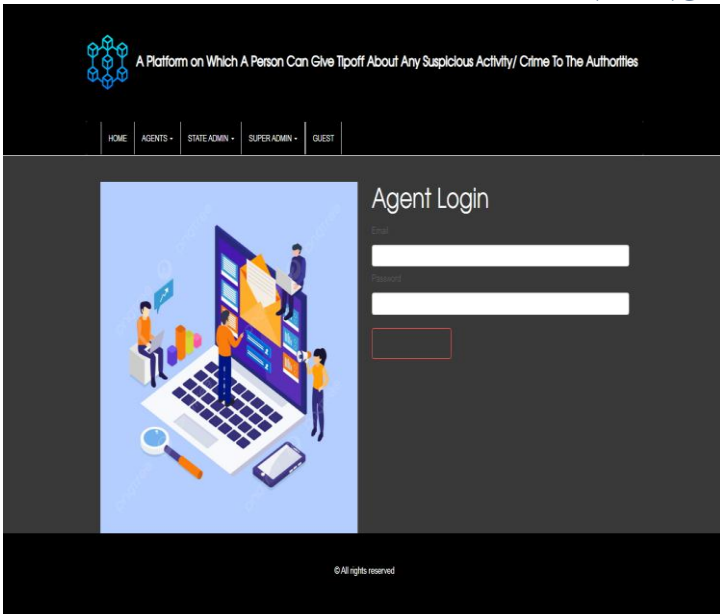 A Platform on Which A Person Can Give Tipoff About Any Suspicious Activity/ Crime To The Authorities
HOME AGENTS STATE ADMIN SUPER ADMIN GUEST
Agent Login
Email
Password
© All rights reserved